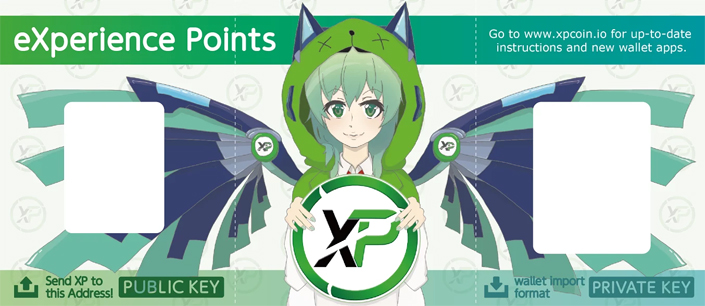 eXperience Points
Go to www.xpcoin.io for up-to-date
instructions and new wallet apps.
XP
XP
XP
Send XP to
this Address!
PUBLIC KEY
wallet import
format
PRIVATE KEY